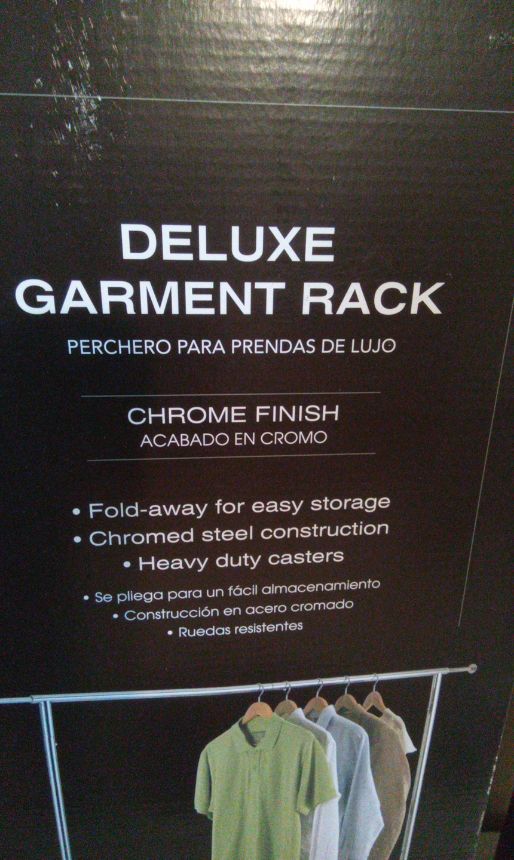 DELUXE
GARMENT RACK
PERCHERO PARA PRENDAS DE LUJO
CHROME FINISH
ACABADO EN CROMO
• Fold-away for easy storage
• Chromed steel construction
• Heavy duty casters
• Se pliega para un fácil almacenamiento
• Construcción en acero cromado
• Ruedas resistentes